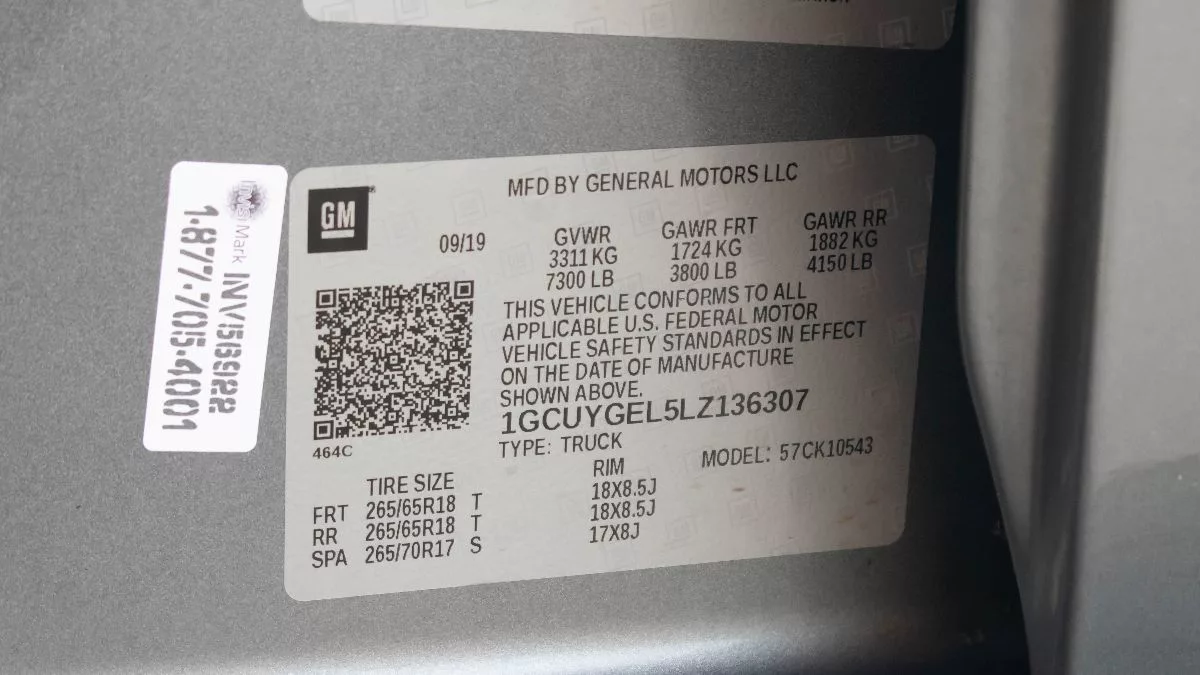 InvisiMark INV56922
1-877-705-4001
GM
MFD BY GENERAL MOTORS LLC
09/19
GVWR GAWR FRT GAWR RR
3311 KG 1724 KG 1882 KG
7300 LB 3800 LB 4150 LB
THIS VEHICLE CONFORMS TO ALL
APPLICABLE U.S. FEDERAL MOTOR
VEHICLE SAFETY STANDARDS IN EFFECT
ON THE DATE OF MANUFACTURE
SHOWN ABOVE.
1GCUYGEL5LZ136307
464C
TYPE: TRUCK MODEL: 57CK10543
TIRE SIZE RIM
FRT 265/65R18 T 18X8.5J
RR 265/65R18 T 18X8.5J
SPA 265/70R17 S 17X8J